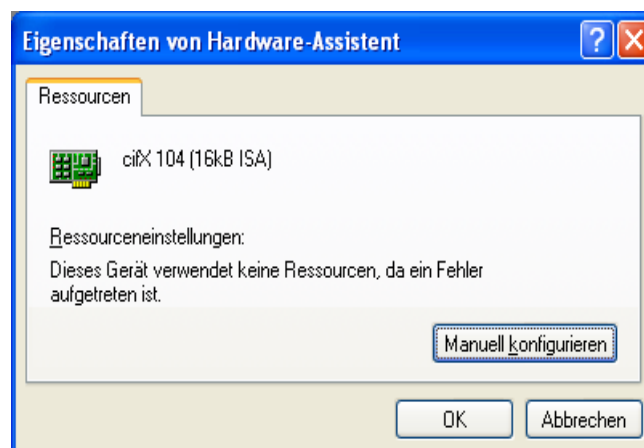 Eigenschaften von Hardware-Assistent
Ressourcen
cifX 104 (16kB ISA)
Ressourceneinstellungen:
Dieses Gerät verwendet keine Ressourcen, da ein Fehler
aufgetreten ist.
Manuell konfigurieren
OK
Abbrechen